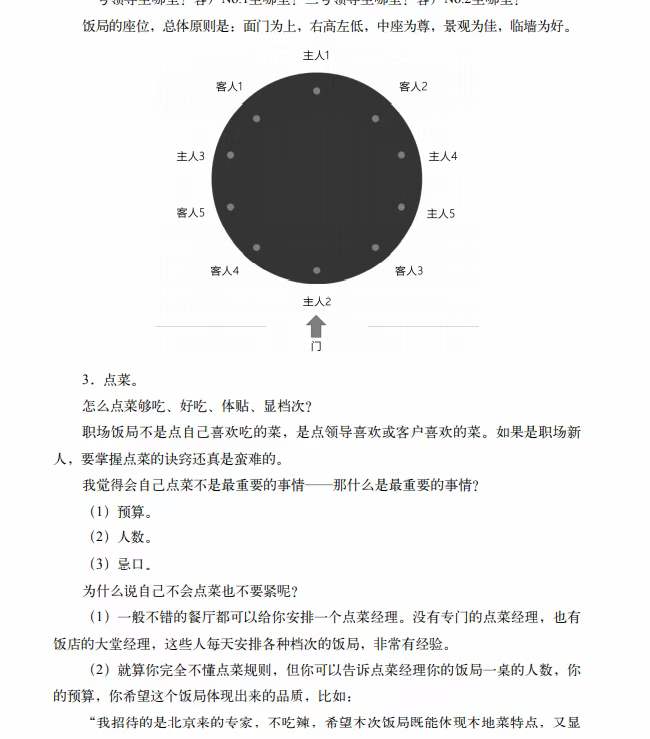 饭局的座位，总体原则是：面门为上，右高左低，中座为尊，景观为佳，临墙为好。
主人1
客人1
客人2
主人3
主人4
客人5
主人5
客人4
客人3
主人2
门
3．点菜。
怎么点菜够吃、好吃、体贴、显档次？
职场饭局不是点自己喜欢吃的菜，是点领导喜欢或客户喜欢的菜。如果是职场新
人，要掌握点菜的诀窍还真是蛮难的。
我觉得会自己点菜不是最重要的事情——那什么是最重要的事情？
（1）预算。
（2）人数。
（3）忌口。
为什么说自己不会点菜也不要紧呢？
（1）一般不错的餐厅都可以给你安排一个点菜经理。没有专门的点菜经理，也有
饭店的大堂经理，这些人每天安排各种档次的饭局，非常有经验。
（2）就算你完全不懂点菜规则，但你可以告诉点菜经理你的饭局一桌的人数，你
的预算，你希望这个饭局体现出来的品质，比如：
“我招待的是北京来的专家，不吃辣，希望本次饭局既能体现本地菜特点，又显